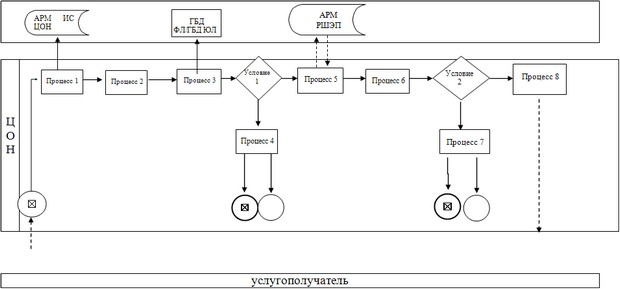 АРМ ИС
ЦОН
ГБД
ФЛ/ГБД ЮЛ
АРМ
РШЭП
ЦОН
Процесс 1
Процесс 2
Процесс 3
Условие
1
Процесс 5
Процесс 6
Условие
2
Процесс 8
Процесс 4
Процесс 7
услугополучатель